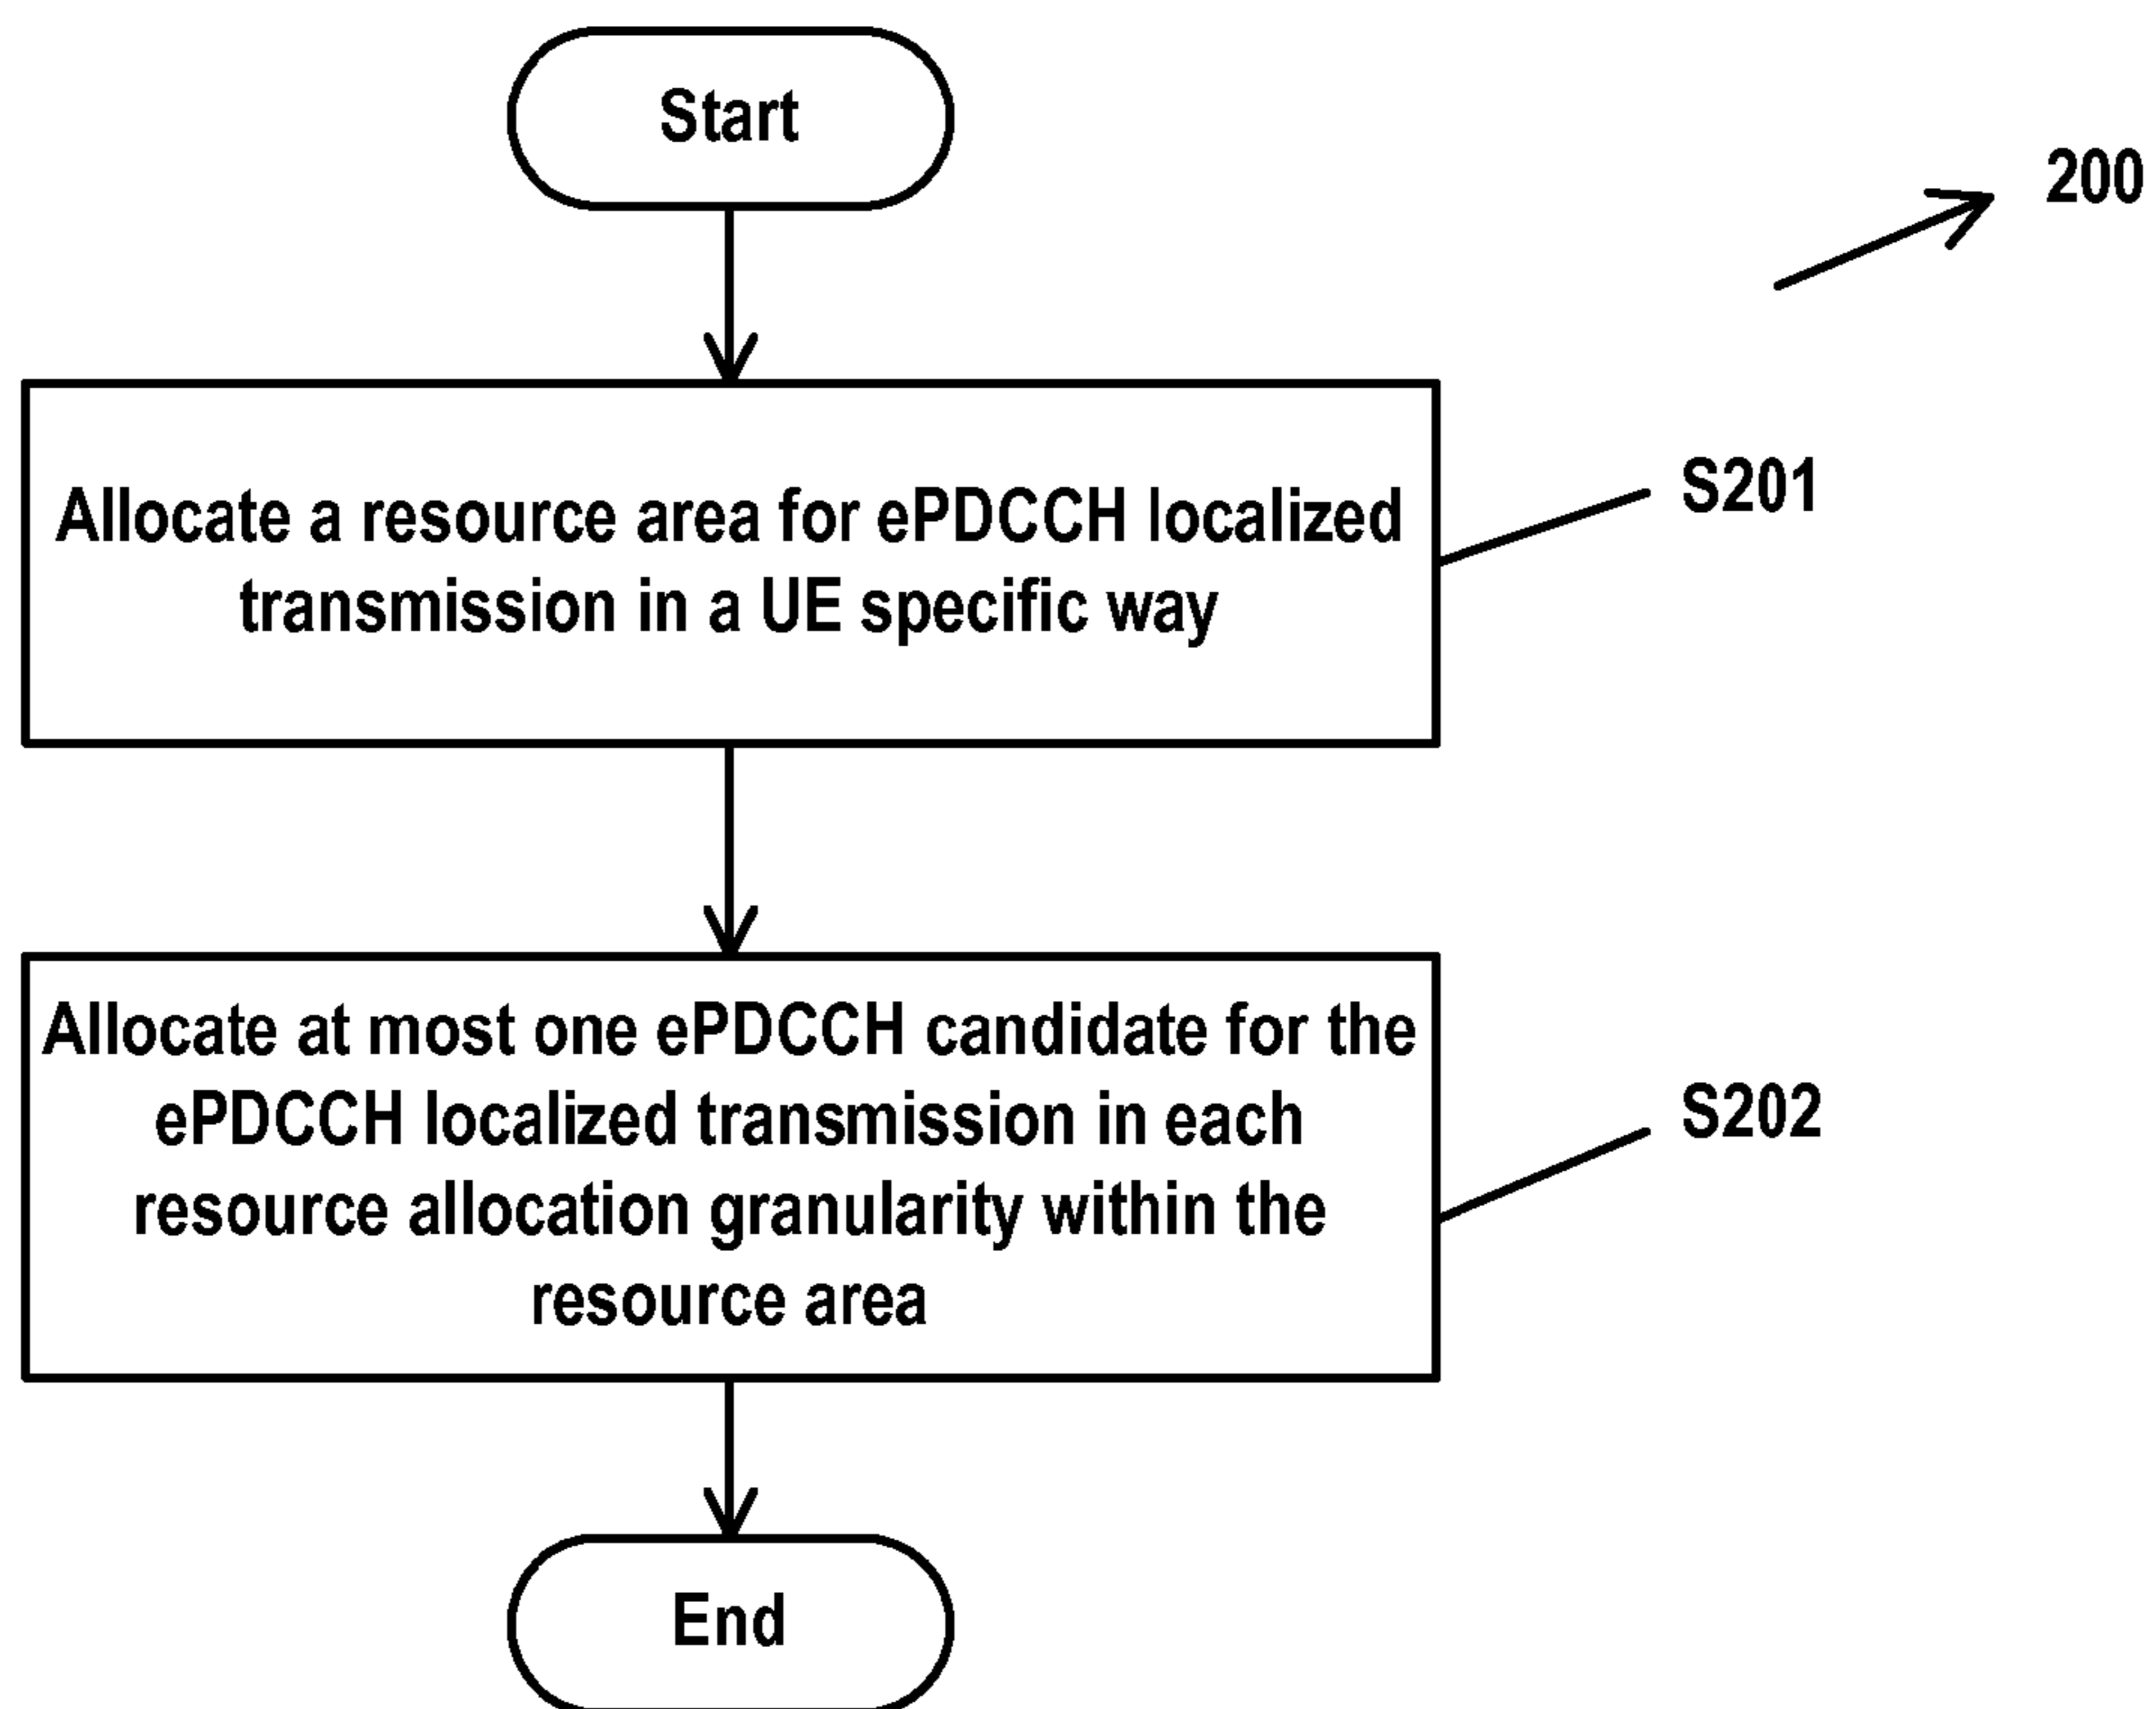 Start
200
Allocate a resource area for ePDCCH localized
transmission in a UE specific way
S201
Allocate at most one ePDCCH candidate for the
ePDCCH localized transmission in each
resource allocation granularity within the
resource area
S202
End